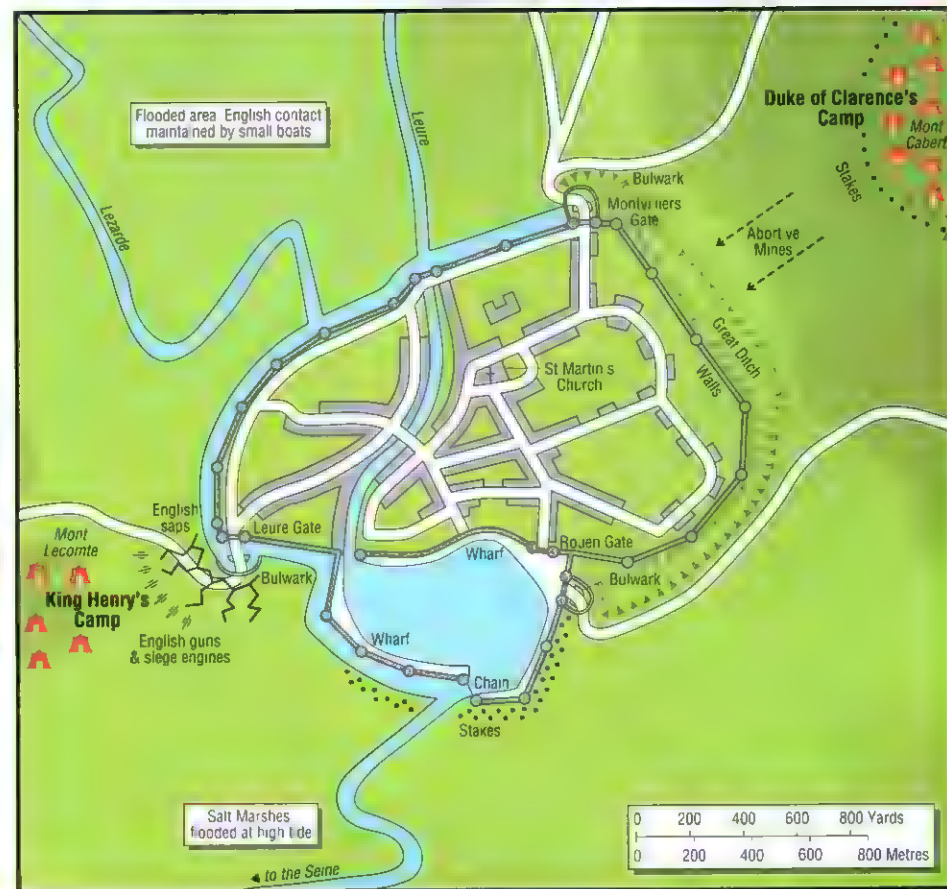 Flooded area English contact
maintained by small boats
Leure
Duke of Clarence's
Camp
Mont
Cabert
Stakes
Bulwark
Gate
Lezarde
Mines
Great Ditch
Walls
St Martin s
Church
English
saps
Leure Gate
Mont
Lecomte
Bulwark
King Henry's
Camp
English guns
& siege engines
Wharf
Rouen Gate
Bulwark
Wharf
Chain
Stakes
Salt Marshes
flooded at high
to the Seine
0 200 400 600 800 Yards
0 200 400 600 800 Metres